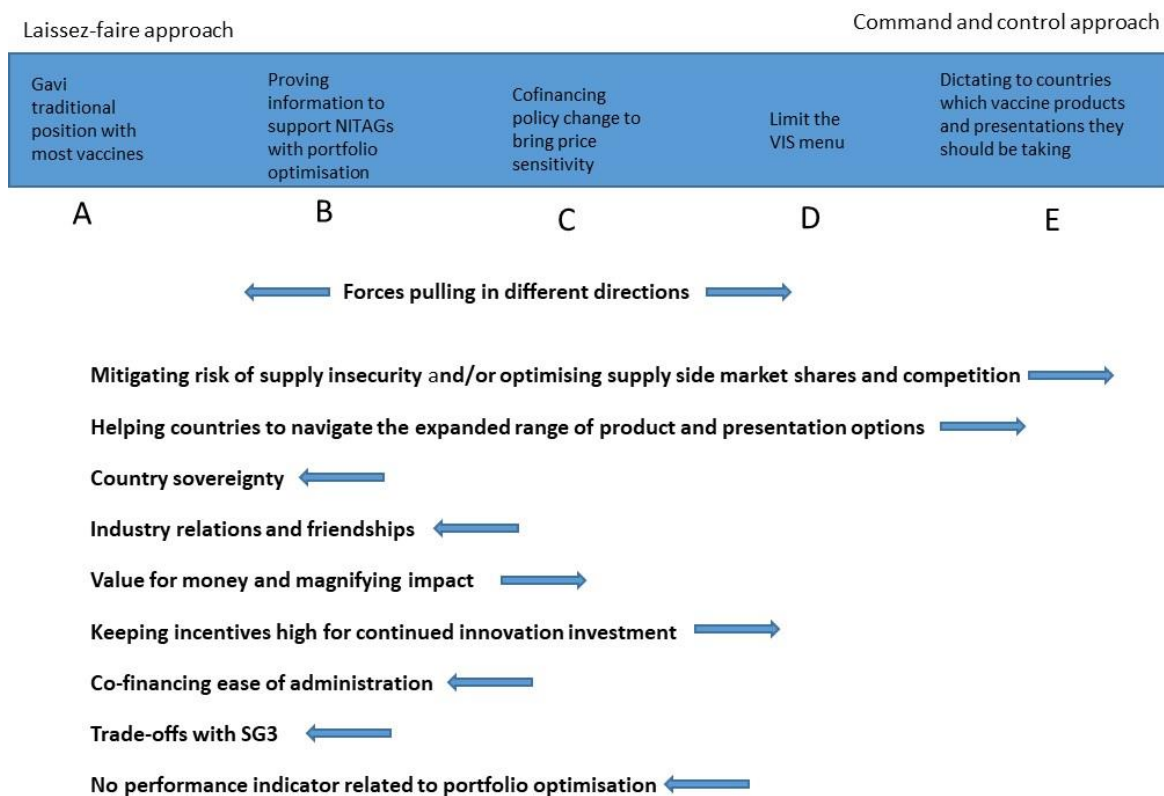 Laissez-faire approach
Command and control approach
Gavi
traditional
position with
most vaccines
Proving
information to
support NITAGs
with portfolio
optimisation
Cofinancing
policy change to
bring price
sensitivity
Limit the
VIS menu
Dictating to countries
which vaccine products
and presentations they
should be taking
A
B
C
D
E
Forces pulling in different directions
Mitigating risk of supply insecurity and/or optimising supply side market shares and competition
Helping countries to navigate the expanded range of product and presentation options
Country sovereignty
Industry relations and friendships
Value for money and magnifying impact
Keeping incentives high for continued innovation investment
Co-financing ease of administration
Trade-offs with SG3
No performance indicator related to portfolio optimisation